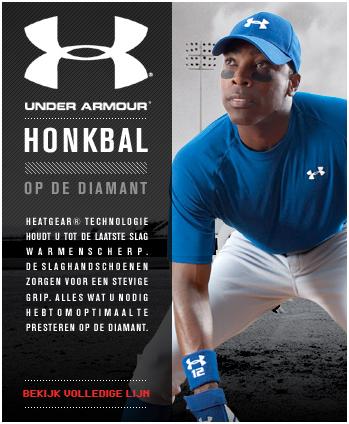 UNDER ARMOUR®
HONKBAL
OP DE DIAMANT
HEATGEAR® TECHNOLOGIE
HOUDT U TOT DE LAATSTE SLAG
WARM EN SCHERP.
DE SLAGHANDSCHOENEN
ZORGEN VOOR EEN STEVIGE
GRIP. ALLES WAT U NODIG
HEBT OM OPTIMAAL TE
PRESTEREN OP DE DIAMANT.
BEKIJK VOLLEDIGE LIJN
12